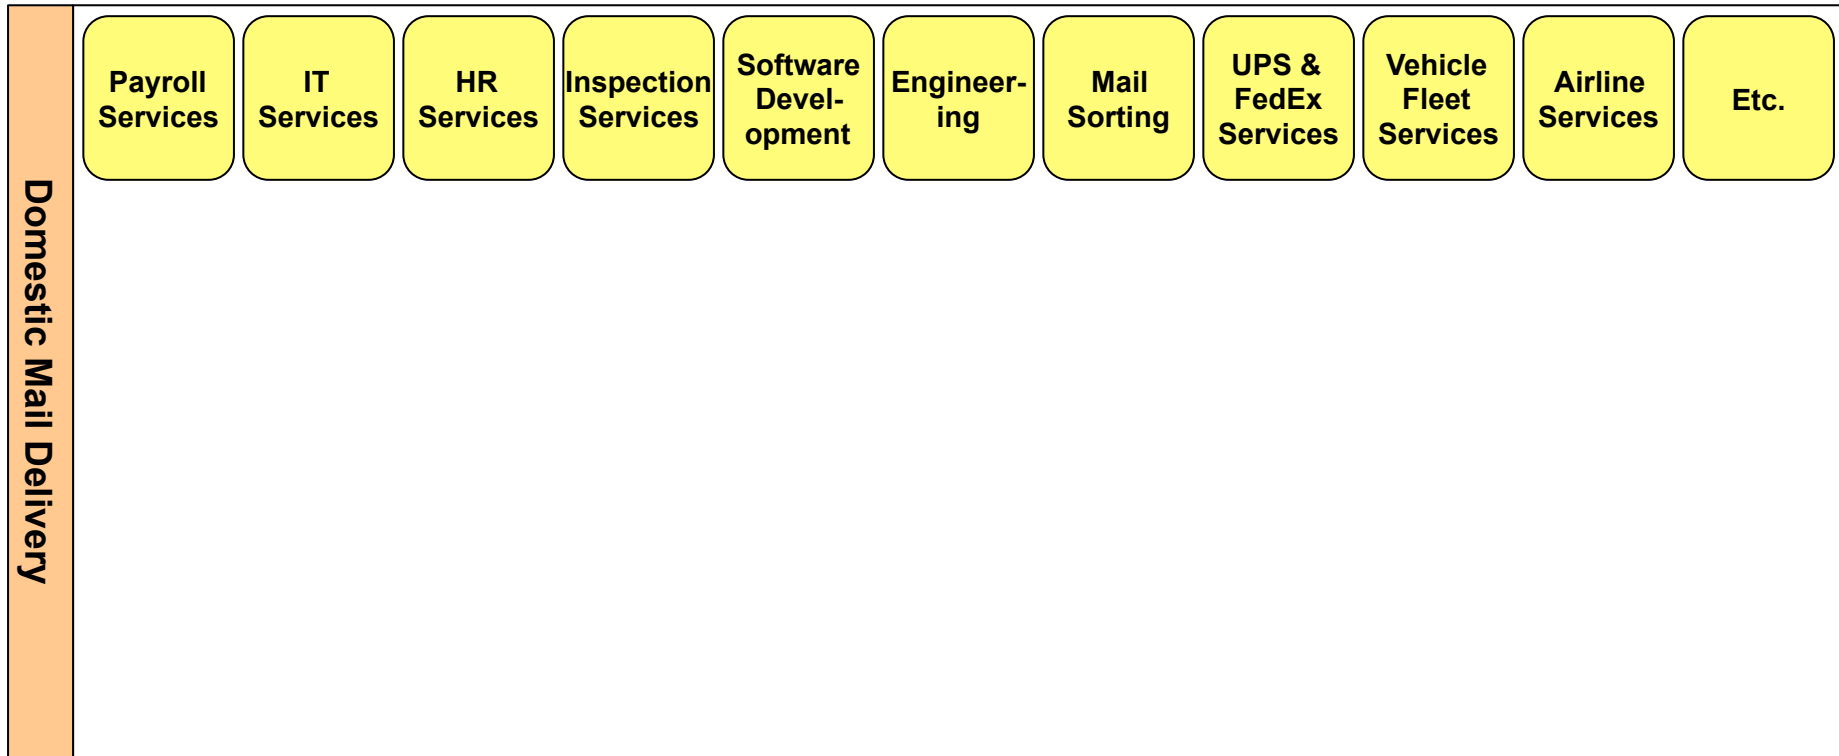 Domestic Mail Delivery
Payroll
Services
IT
Services
HR
Services
Inspection
Services
Software
Devel-
opment
Engineer-
ing
Mail
Sorting
UPS &
FedEx
Services
Vehicle
Fleet
Services
Airline
Services
Etc.